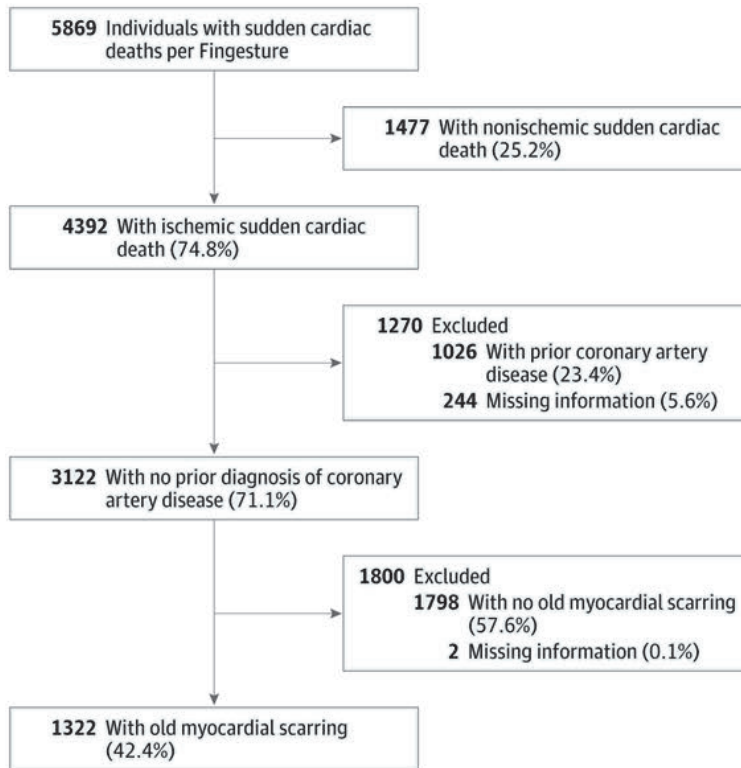 5869 Individuals with sudden cardiac
deaths per Fingesture
1477 With nonischemic sudden cardiac
death (25.2%)
4392 With ischemic sudden cardiac
death (74.8%)
1270 Excluded
1026 With prior coronary artery
disease (23.4%)
244 Missing information (5.6%)
3122 With no prior diagnosis of coronary
artery disease (71.1%)
1800 Excluded
1798 With no old myocardial scarring
(57.6%)
2 Missing information (0.1%)
1322 With old myocardial scarring
(42.4%)